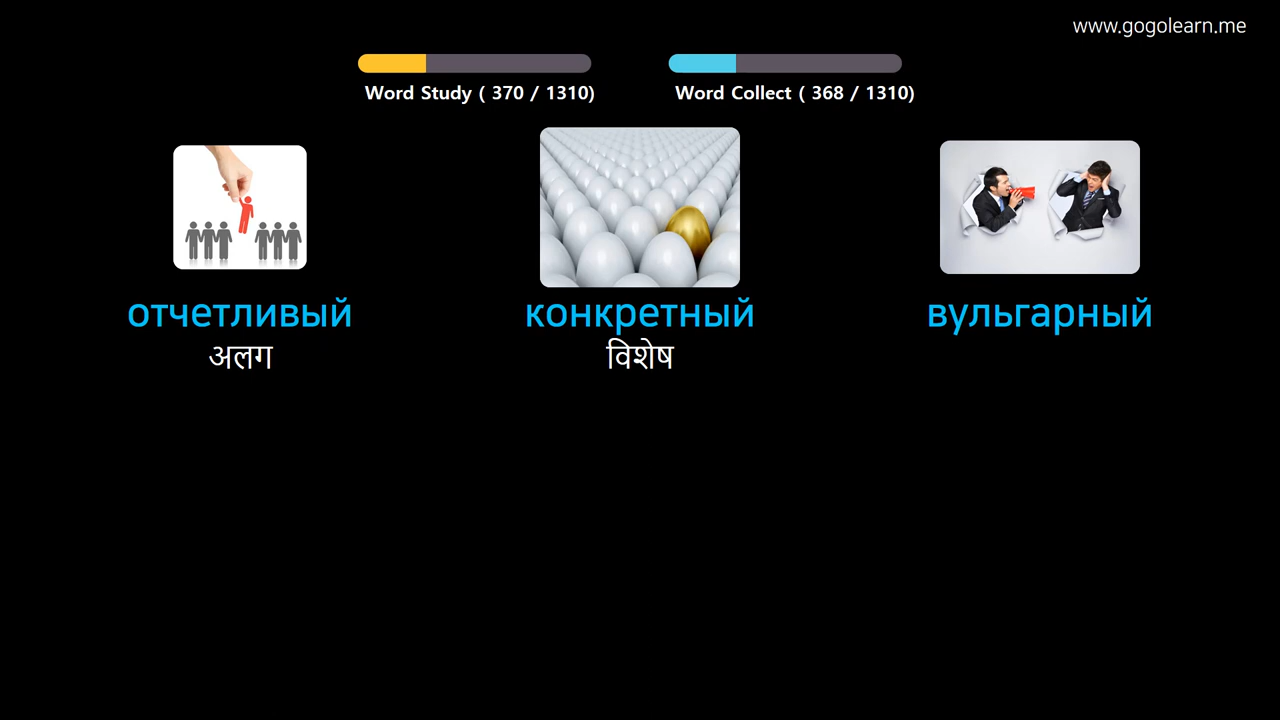 www.gogolearn.me
Word Study ( 370 / 1310)
Word Collect ( 368 / 1310)
отчетливый
конкретный
вульгарный
अलग
विशेष